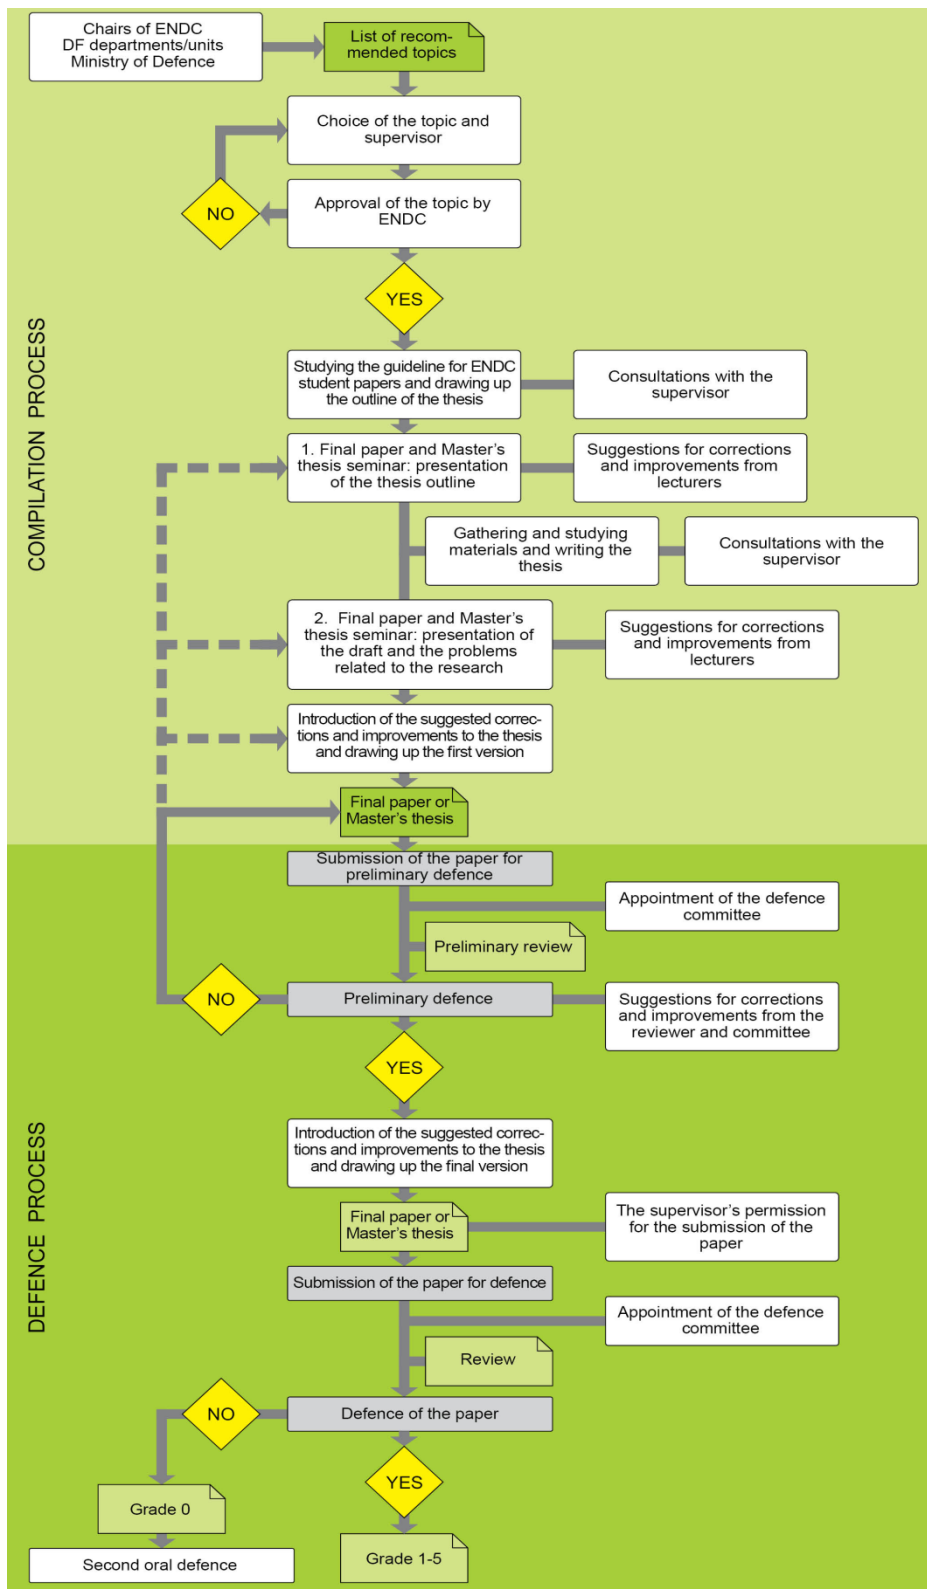 Chairs of ENDC
DF departments/units
Ministry of Defence
List of recom-
mended topics
Choice of the topic and
supervisor
NO
Approval of the topic by
ENDC
YES
COMPILATION PROCESS
Studying the guideline for ENDC
student papers and drawing up
the outline of the thesis
Consultations with the
supervisor
1. Final paper and Master's
thesis seminar: presentation
of the thesis outline
Suggestions for corrections
and improvements from
lecturers
Gathering and studying
materials and writing the
thesis
Consultations with the
supervisor
2. Final paper and Master's
thesis seminar: presentation of
the draft and the problems
related to the research
Suggestions for corrections
and improvements from
lecturers
Introduction of the suggested correc-
tions and improvements to the thesis
and drawing up the first version
Final paper or
Master's thesis
Submission of the paper for
preliminary defence
Appointment of the defence
committee
Preliminary review
NO
Preliminary defence
Suggestions for corrections
and improvements from the
reviewer and committee
YES
DEFENCE PROCESS
Introduction of the suggested correc-
tions and improvements to the thesis
and drawing up the final version
Final paper or
Master's thesis
The supervisor's permission
for the submission of the
paper
Submission of the paper for defence
Appointment of the defence
committee
Review
NO
Defence of the paper
YES
Grade 0
Second oral defence
Grade 1-5